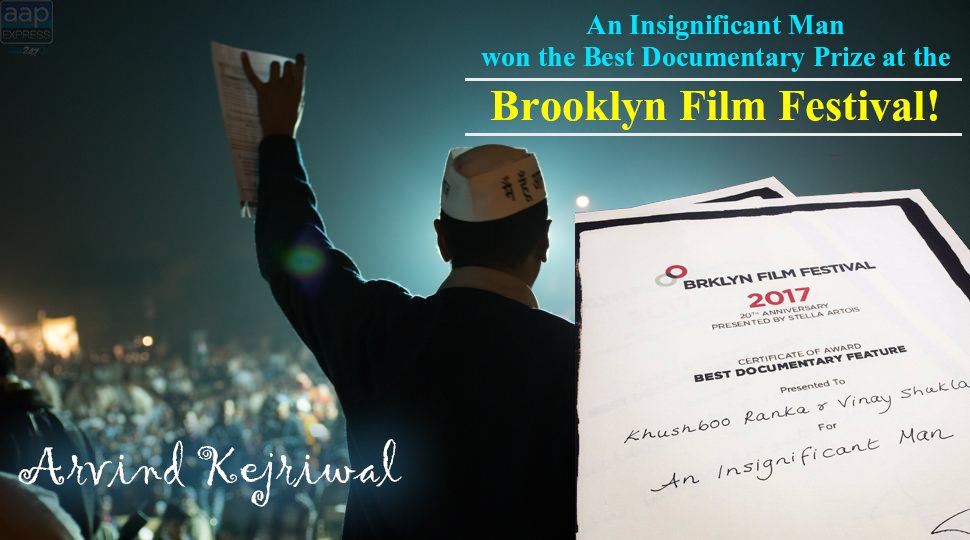 aap
EXPRESS
An Insignificant Man
won the Best Documentary Prize at the
Brooklyn Film Festival!
BRKLYN FILM FESTIVAL
2017
20TH ANNIVERSARY
PRESENTED BY STELLA ARTOIS
CERTIFICATE OF AWARD
BEST DOCUMENTARY FEATURE
Presented To
Khushboo Ranka & Vinay Shukla
For
An Insignificant Man
Arvind Kejriwal